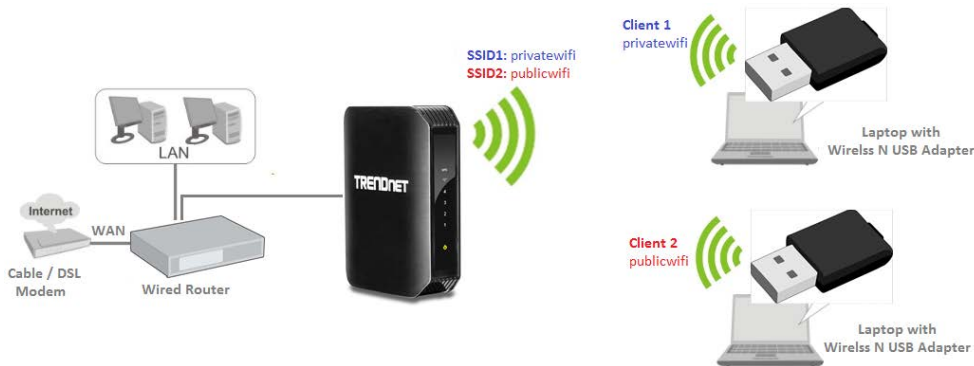 SSID1: privatewifi
SSID2: publicwifi
Client 1
privatewifi
LAN
Laptop with
Wirelss N USB Adapter
TRENDNET
Internet
WAN
Cable / DSL
Modem
Wired Router
Client 2
publicwifi
Laptop with
Wirelss N USB Adapter